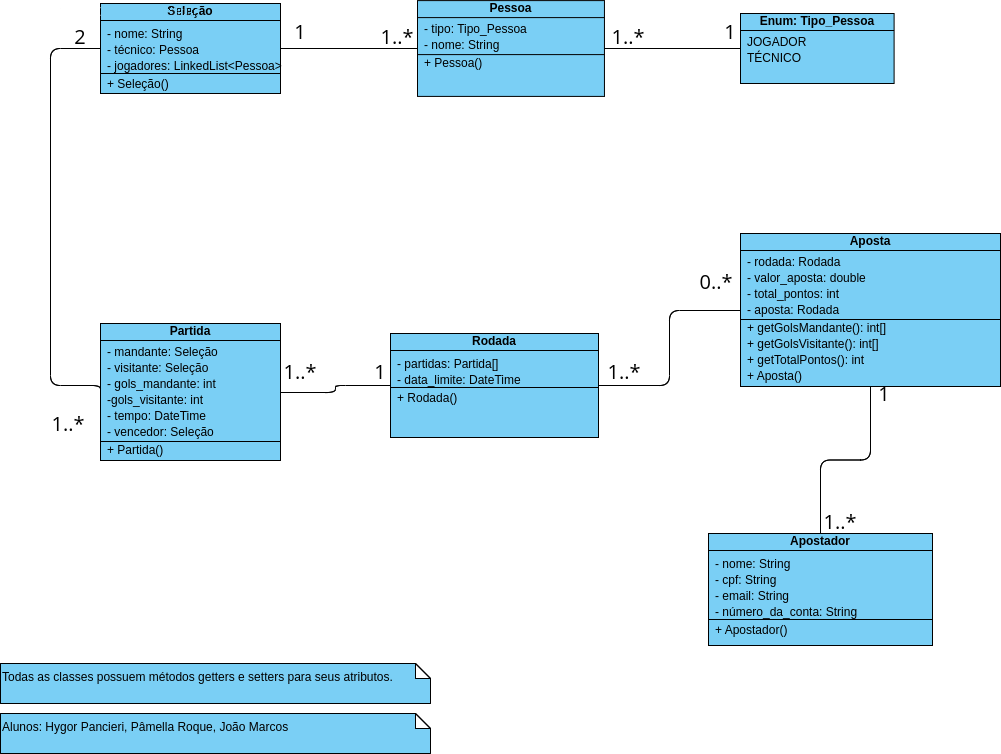 Seleção
- nome: String
- técnico: Pessoa
- jogadores: LinkedList<Pessoa>
+ Seleção()
1
1..*
Pessoa
- tipo: Tipo_Pessoa
- nome: String
+ Pessoa()
1..*
1
Enum: Tipo_Pessoa
JOGADOR
TÉCNICO
2
1..*
Partida
- mandante: Seleção
- visitante: Seleção
- gols_mandante: int
-gols_visitante: int
- tempo: DateTime
- vencedor: Seleção
+ Partida()
1..*
1
Rodada
- partidas: Partida[]
- data_limite: DateTime
+ Rodada()
1..*
0..*
Aposta
- rodada: Rodada
- valor_aposta: double
- total_pontos: int
- aposta: Rodada
+ getGolsMandante(): int[]
+ getGolsVisitante(): int[]
+ getTotalPontos(): int
+ Aposta()
1
1..*
Apostador
- nome: String
- cpf: String
- email: String
- número_da_conta: String
+ Apostador()
Todas as classes possuem métodos getters e setters para seus atributos.
Alunos: Hygor Pancieri, Pâmella Roque, João Marcos